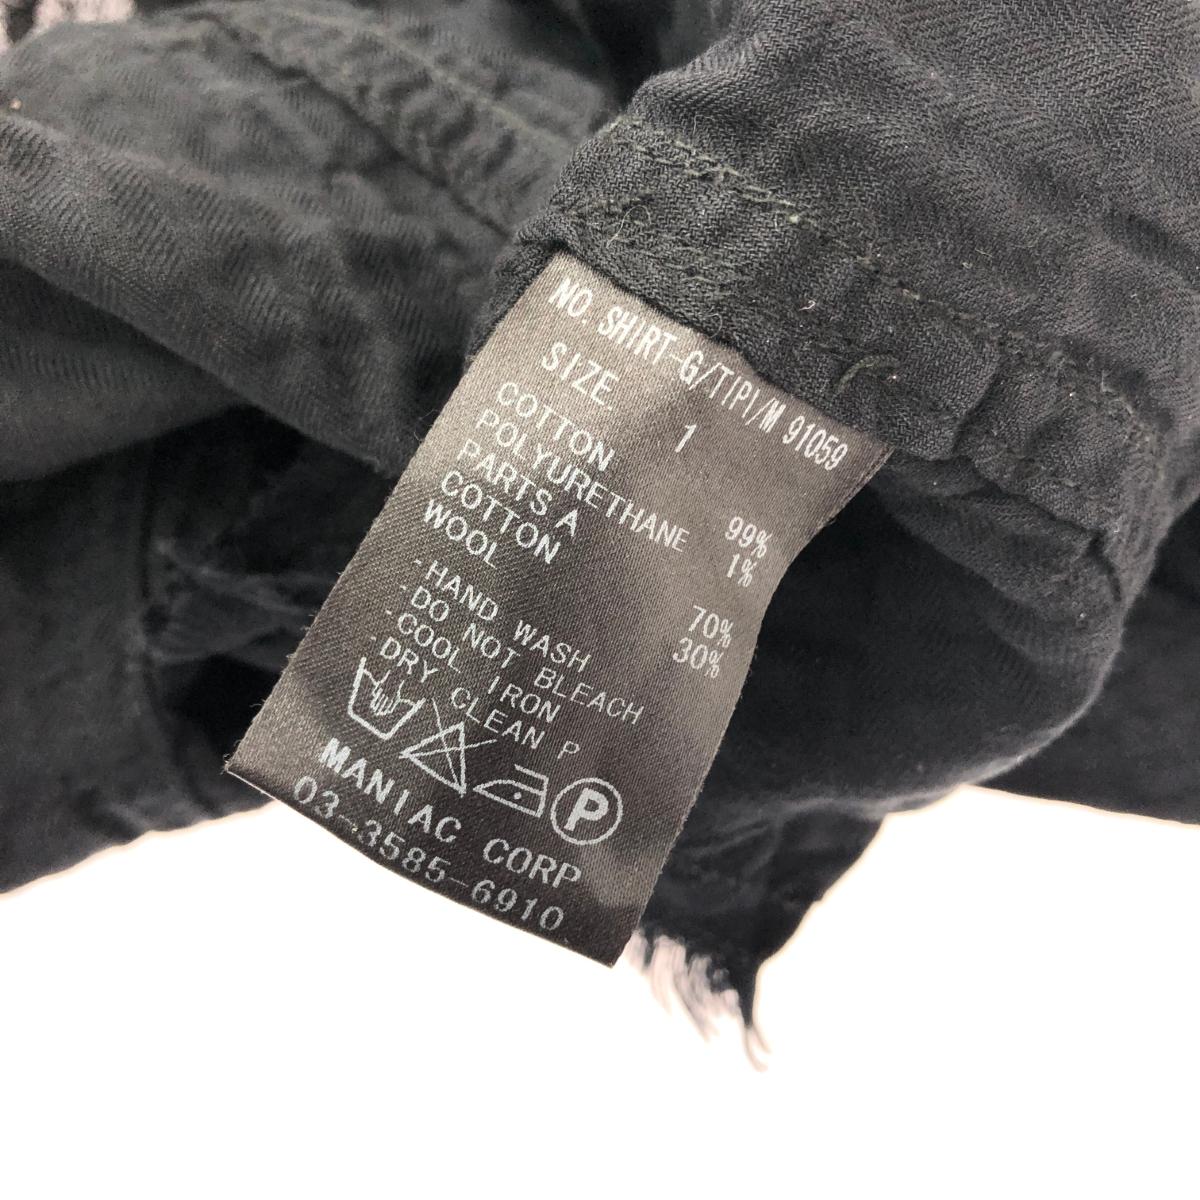 NO. SHIRT-G/T(P)/M 91059
SIZE. 1
COTTON 99%
POLYURETHANE 1%
PARTS A
COTTON 70%
WOOL 30%
-HAND WASH
-DO NOT BLEACH
-COOL IRON
-DRY CLEAN P
P
MANIAC CORP
03-3585-6910